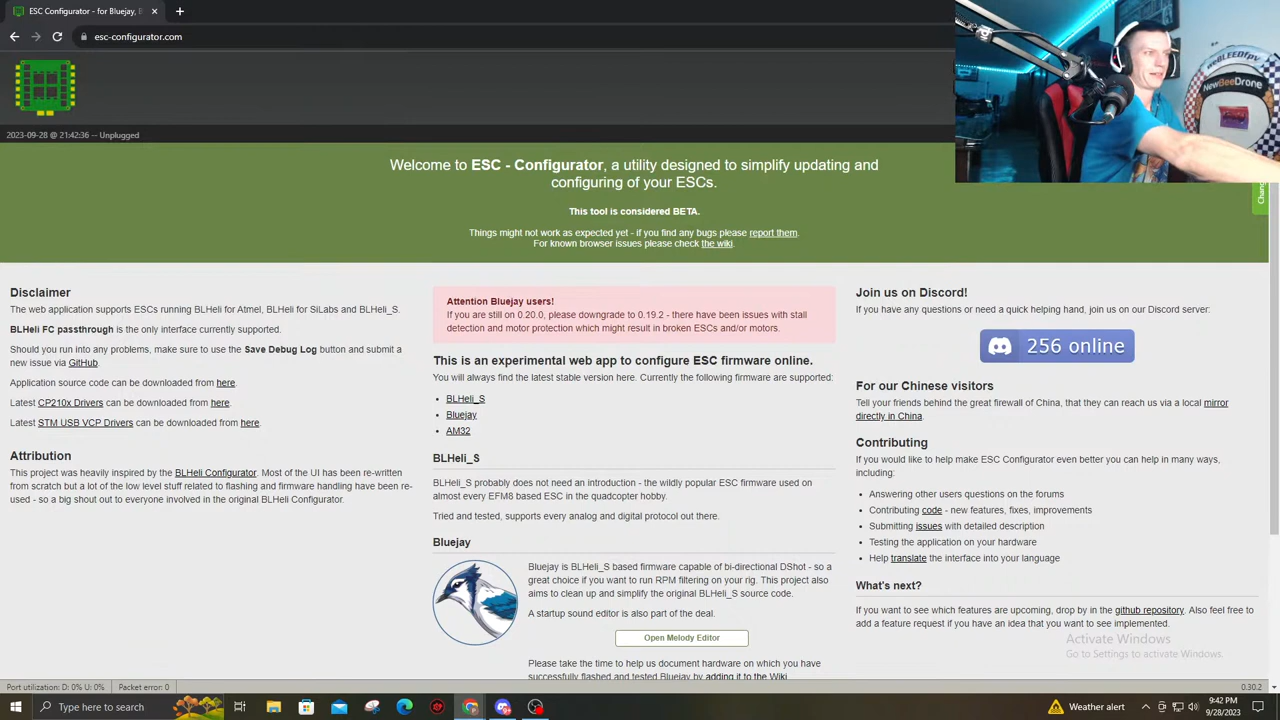 ESC Configurator - for Bluejay, B
esc-configurator.com
2023-09-28 @ 21:42:36 -- Unplugged
Welcome to ESC - Configurator, a utility designed to simplify updating and
configuring of your ESCs.
This tool is considered BETA.
Things might not work as expected yet - if you find any bugs please report them.
For known browser issues please check the wiki.
Disclaimer
The web application supports ESCs running BLHeli for Atmel, BLHeli for SiLabs and BLHeli_S.
BLHeli FC passthrough is the only interface currently supported.
Should you run into any problems, make sure to use the Save Debug Log button and submit a
new issue via GitHub.
Application source code can be downloaded from here.
Latest CP210x Drivers can be downloaded from here.
Latest STM USB VCP Drivers can be downloaded from here.
Attribution
This project was heavily inspired by the BLHeli Configurator. Most of the UI has been re-written
from scratch but a lot of the low level stuff related to flashing and firmware handling have been re-
used - so a big shout out to everyone involved in the original BLHeli Configurator.
Attention Bluejay users!
If you are still on 0.20.0, please downgrade to 0.19.2 - there have been issues with stall
detection and motor protection which might result in broken ESCs and/or motors.
This is an experimental web app to configure ESC firmware online.
You will always find the latest stable version here. Currently the following firmware are supported:
BLHeli_S
Bluejay
AM32
BLHeli_S
BLHeli_S probably does not need an introduction - the wildly popular ESC firmware used on
almost every EFM8 based ESC in the quadcopter hobby.
Tried and tested, supports every analog and digital protocol out there.
Bluejay
Bluejay is BLHeli_S based firmware capable of bi-directional DShot - so a
great choice if you want to run RPM filtering on your rig. This project also
aims to clean up and simplify the original BLHeli_S source code.
A startup sound editor is also part of the deal.
Open Melody Editor
Please take the time to help us document hardware on which you have
successfully flashed and tested Bluejay by adding it to the Wiki
Join us on Discord!
If you have any questions or need a quick helping hand, join us on our Discord server:
256 online
For our Chinese visitors
Tell your friends behind the great firewall of China, that they can reach us via a local mirror
directly in China.
Contributing
If you would like to help make ESC Configurator even better you can help in many ways,
including:
Answering other users questions on the forums
Contributing code - new features, fixes, improvements
Submitting issues with detailed description
Testing the application on your hardware
Help translate the interface into your language
What's next?
If you want to see which features are upcoming, drop by in the github repository. Also feel free to
add a feature request if you have an idea that you want to see implemented.
Activate Windows
Go to Settings to activate Windows.
NewBeeDrone
Port utilization: D: 0% U: 0%
Packet error: 0
0.30.2
Type here to search
Weather alert
9:42 PM
9/28/2023